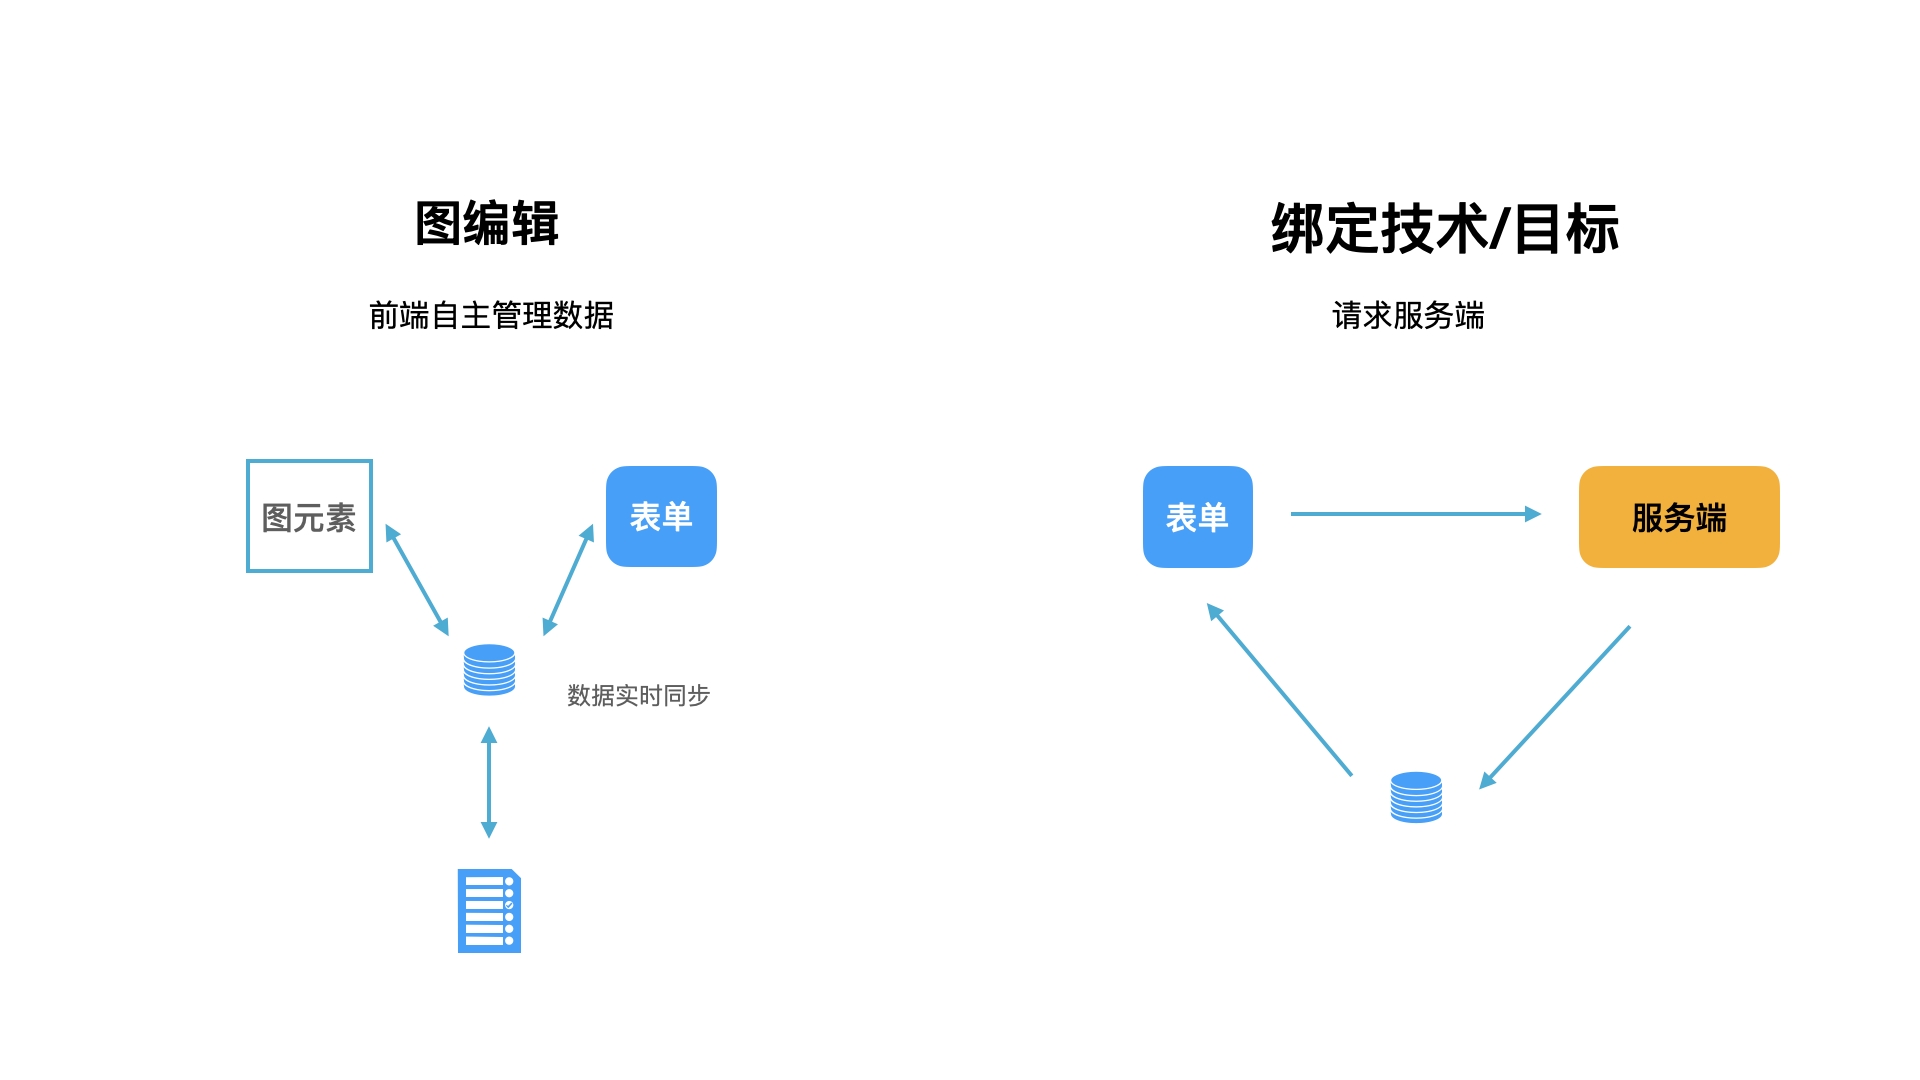 图编辑
前端自主管理数据
图元素
表单
数据实时同步
绑定技术/目标
请求服务端
表单
服务端